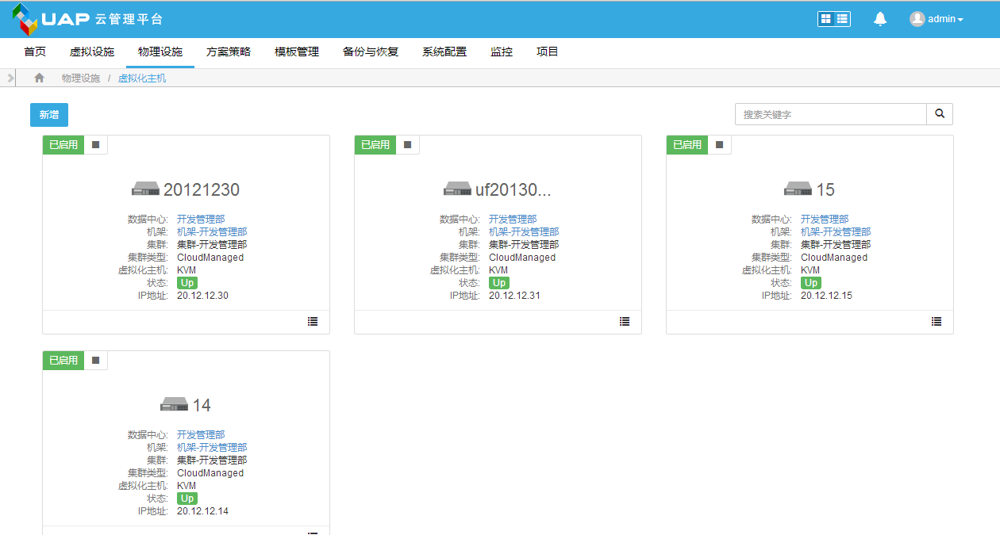 UAP 云管理平台
admin
首页 虚拟设施 物理设施 方案策略 模板管理 备份与恢复 系统配置 监控 项目
物理设施 / 虚拟化主机
新增
搜索关键字
已启用
20121230
数据中心: 开发管理部
机架: 机架-开发管理部
集群: 集群-开发管理部
集群类型: CloudManaged
虚拟化主机: KVM
状态: Up
IP地址: 20.12.12.30
已启用
uf20130...
数据中心: 开发管理部
机架: 机架-开发管理部
集群: 集群-开发管理部
集群类型: CloudManaged
虚拟化主机: KVM
状态: Up
IP地址: 20.12.12.31
已启用
15
数据中心: 开发管理部
机架: 机架-开发管理部
集群: 集群-开发管理部
集群类型: CloudManaged
虚拟化主机: KVM
状态: Up
IP地址: 20.12.12.15
已启用
14
数据中心: 开发管理部
机架: 机架-开发管理部
集群: 集群-开发管理部
集群类型: CloudManaged
虚拟化主机: KVM
状态: Up
IP地址: 20.12.12.14